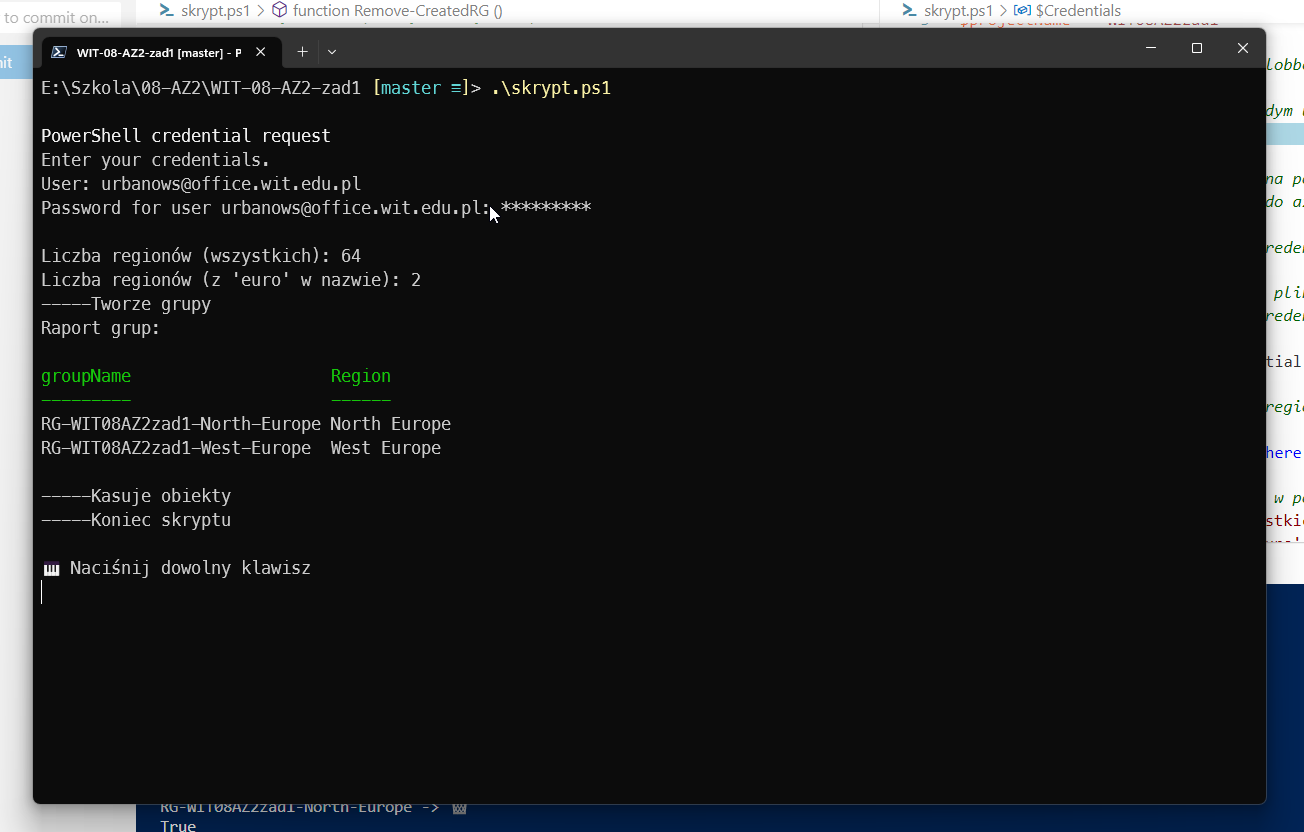 to commit on...
skrypt.ps1 > function Remove-CreatedRG ()
skrypt.ps1 > $Credentials
WIT-08-AZ2-zad1 [master] - P
E:\Szkola\08-AZ2\WIT-08-AZ2-zad1 [master ≡]> .\skrypt.ps1
PowerShell credential request
Enter your credentials.
User: urbanows@office.wit.edu.pl
Password for user urbanows@office.wit.edu.pl: *********
Liczba regionów (wszystkich): 64
Liczba regionów (z 'euro' w nazwie): 2
-----Tworze grupy
Raport grup:
groupName Region
--------- ------
RG-WIT08AZ2zad1-North-Europe North Europe
RG-WIT08AZ2zad1-West-Europe West Europe
-----Kasuje obiekty
-----Koniec skryptu
🎹 Naciśnij dowolny klawisz
RG-WIT08AZ2zad1-North-Europe ->
True